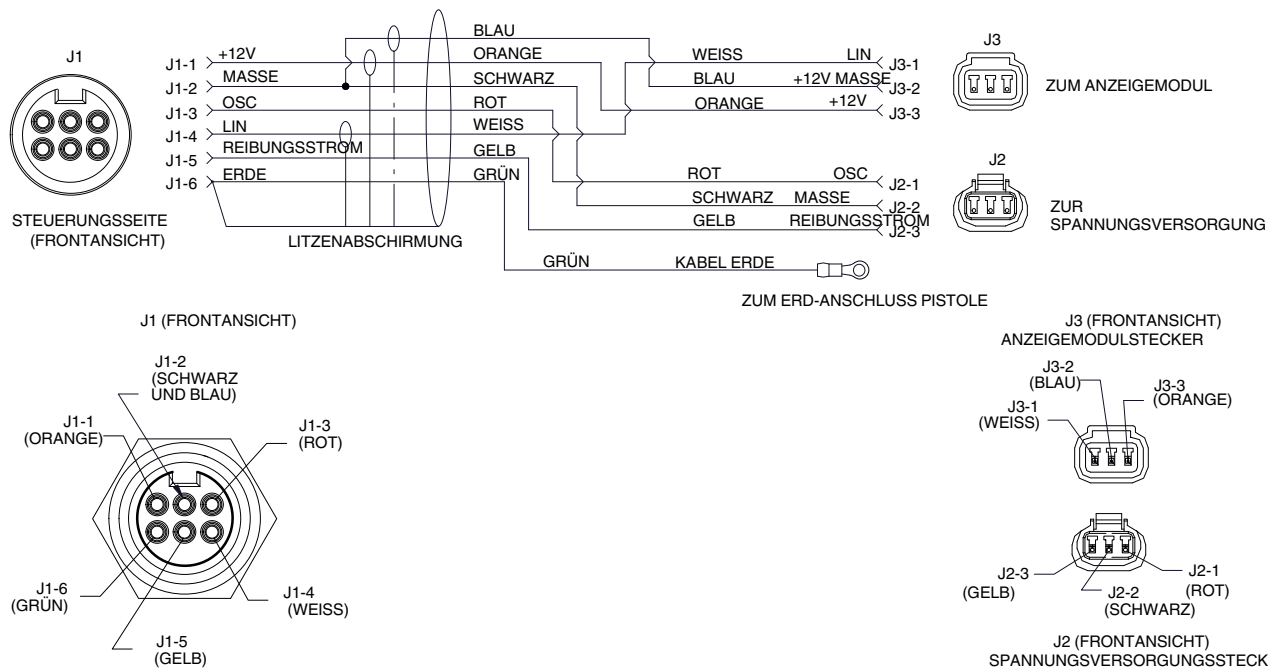 J1
J1-1
+12V
J1-2
MASSE
J1-3
OSC
J1-4
LIN
J1-5
REIBUNGSSTROM
J1-6
ERDE
STEUERUNGSSEITE
(FRONTANSICHT)
LITZENABSCHIRMUNG
BLAU
ORANGE
SCHWARZ
ROT
WEISS
GELB
GRÜN
WEISS LIN J3-1
BLAU +12V MASSE J3-2
ORANGE +12V J3-3
J3
ZUM ANZEIGEMODUL
ROT OSC J2-1
SCHWARZ MASSE J2-2
GELB REIBUNGSSTROM J2-3
J2
ZUR
SPANNUNGSVERSORGUNG
GRÜN KABEL ERDE
ZUM ERD-ANSCHLUSS PISTOLE
J1 (FRONTANSICHT)
J1-2
(SCHWARZ
UND BLAU)
J1-1
(ORANGE)
J1-3
(ROT)
J1-6
(GRÜN)
J1-4
(WEISS)
J1-5
(GELB)
J3 (FRONTANSICHT)
ANZEIGEMODULSTECKER
J3-2
(BLAU)
J3-3
(ORANGE)
J3-1
(WEISS)
J2-3
(GELB)
J2-2
(SCHWARZ)
J2-1
(ROT)
J2 (FRONTANSICHT)
SPANNUNGSVERSORGUNGSSTECK